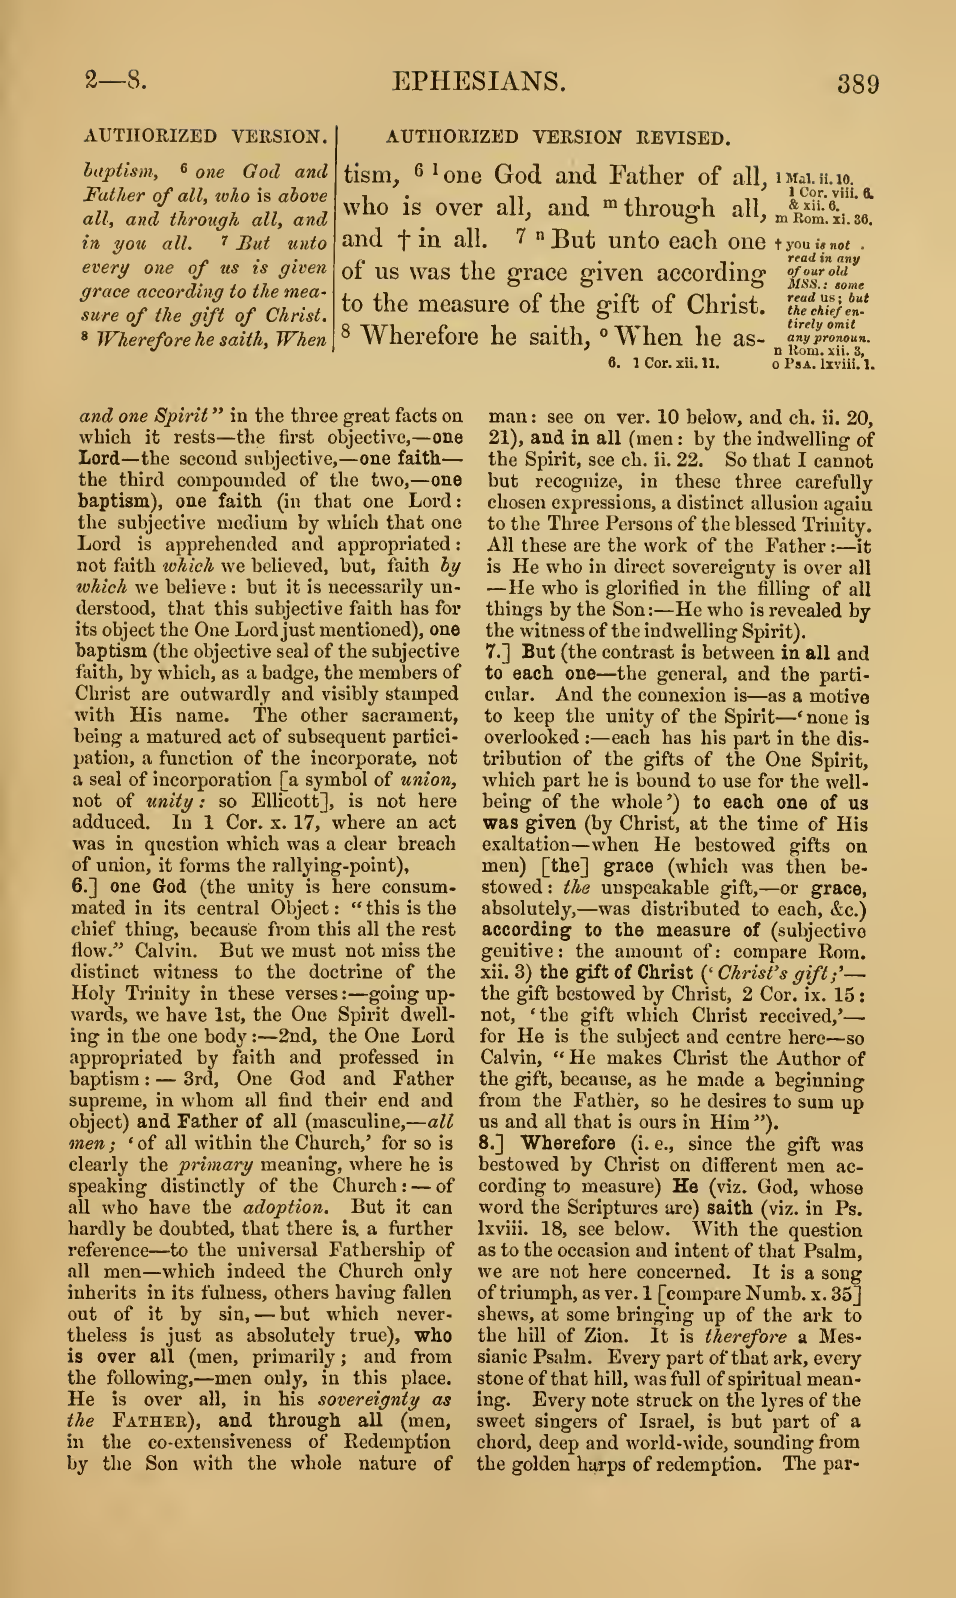 2—8.
EPHESIANS.
389
AUTHORIZED VERSION.
baptism, 6 one God and
Father of all, who is above
all, and through all, and
in you all. 7 But unto
every one of us is given
grace according to the mea-
sure of the gift of Christ.
8 Wherefore he saith, When
AUTHORIZED VERSION REVISED.
tism, 6 l one God and Father of all,
who is over all, and m through all,
and † in all. 7 n But unto each one
of us was the grace given according
to the measure of the gift of Christ.
8 Wherefore he saith, o When he as-
6. 1 Cor. xii. 11.
l Mal. ii. 10.
1 Cor. viii. 6.
& xii. 6.
m Rom. xi. 36.
† you is not
read in any
of our old
MSS.: some
read us; but
the chief en-
tirely omit
any pronoun.
n Rom. xii. 3,
o PSA. lxviii. 1.
and one Spirit" in the three great facts on
which it rests—the first objective,—one
Lord—the second subjective,—one faith—
the third compounded of the two,—one
baptism), one faith (in that one Lord:
the subjective medium by which that one
Lord is apprehended and appropriated:
not faith which we believed, but, faith by
which we believe: but it is necessarily un-
derstood, that this subjective faith has for
its object the One Lord just mentioned), one
baptism (the objective seal of the subjective
faith, by which, as a badge, the members of
Christ are outwardly and visibly stamped
with His name. The other sacrament,
being a matured act of subsequent partici-
pation, a function of the incorporate, not
a seal of incorporation [a symbol of union,
not of unity: so Ellicott], is not here
adduced. In 1 Cor. x. 17, where an act
was in question which was a clear breach
of union, it forms the rallying-point),
6.] one God (the unity is here consum-
mated in its central Object: "this is the
chief thing, because from this all the rest
flow." Calvin. But we must not miss the
distinct witness to the doctrine of the
Holy Trinity in these verses:—going up-
wards, we have 1st, the One Spirit dwell-
ing in the one body:—2nd, the One Lord
appropriated by faith and professed in
baptism:—3rd, One God and Father
supreme, in whom all find their end and
object) and Father of all (masculine,—all
men; 'of all within the Church,' for so is
clearly the primary meaning, where he is
speaking distinctly of the Church:—of
all who have the adoption. But it can
hardly be doubted, that there is, a further
reference—to the universal Fathership of
all men—which indeed the Church only
inherits in its fulness, others having fallen
out of it by sin,—but which never-
theless is just as absolutely true), who
is over all (men, primarily; and from
the following,—men only, in this place.
He is over all, in his sovereignty as
the FATHER), and through all (men,
in the co-extensiveness of Redemption
by the Son with the whole nature of
man: see on ver. 10 below, and ch. ii. 20,
21), and in all (men: by the indwelling of
the Spirit, see ch. ii. 22. So that I cannot
but recognize, in these three carefully
chosen expressions, a distinct allusion again
to the Three Persons of the blessed Trinity.
All these are the work of the Father:—it
is He who in direct sovereignty is over all
—He who is glorified in the filling of all
things by the Son:—He who is revealed by
the witness of the indwelling Spirit).
7.] But (the contrast is between in all and
to each one—the general, and the parti-
cular. And the connexion is—as a motive
to keep the unity of the Spirit—'none is
overlooked:—each has his part in the dis-
tribution of the gifts of the One Spirit,
which part he is bound to use for the well-
being of the whole') to each one of us
was given (by Christ, at the time of His
exaltation—when He bestowed gifts on
men) [the] grace (which was then be-
stowed: the unspeakable gift,—or grace,
absolutely,—was distributed to each, &c.)
according to the measure of (subjective
genitive: the amount of: compare Rom.
xii. 3) the gift of Christ ('Christ's gift;'—
the gift bestowed by Christ, 2 Cor. ix. 15:
not, 'the gift which Christ received,'—
for He is the subject and centre here—so
Calvin, "He makes Christ the Author of
the gift, because, as he made a beginning
from the Father, so he desires to sum up
us and all that is ours in Him").
8.] Wherefore (i. e., since the gift was
bestowed by Christ on different men ac-
cording to measure) He (viz. God, whose
word the Scriptures are) saith (viz. in Ps.
lxviii. 18, see below. With the question
as to the occasion and intent of that Psalm,
we are not here concerned. It is a song
of triumph, as ver. 1 [compare Numb. x. 35]
shews, at some bringing up of the ark to
the hill of Zion. It is therefore a Mes-
sianic Psalm. Every part of that ark, every
stone of that hill, was full of spiritual mean-
ing. Every note struck on the lyres of the
sweet singers of Israel, is but part of a
chord, deep and world-wide, sounding from
the golden harps of redemption. The par-